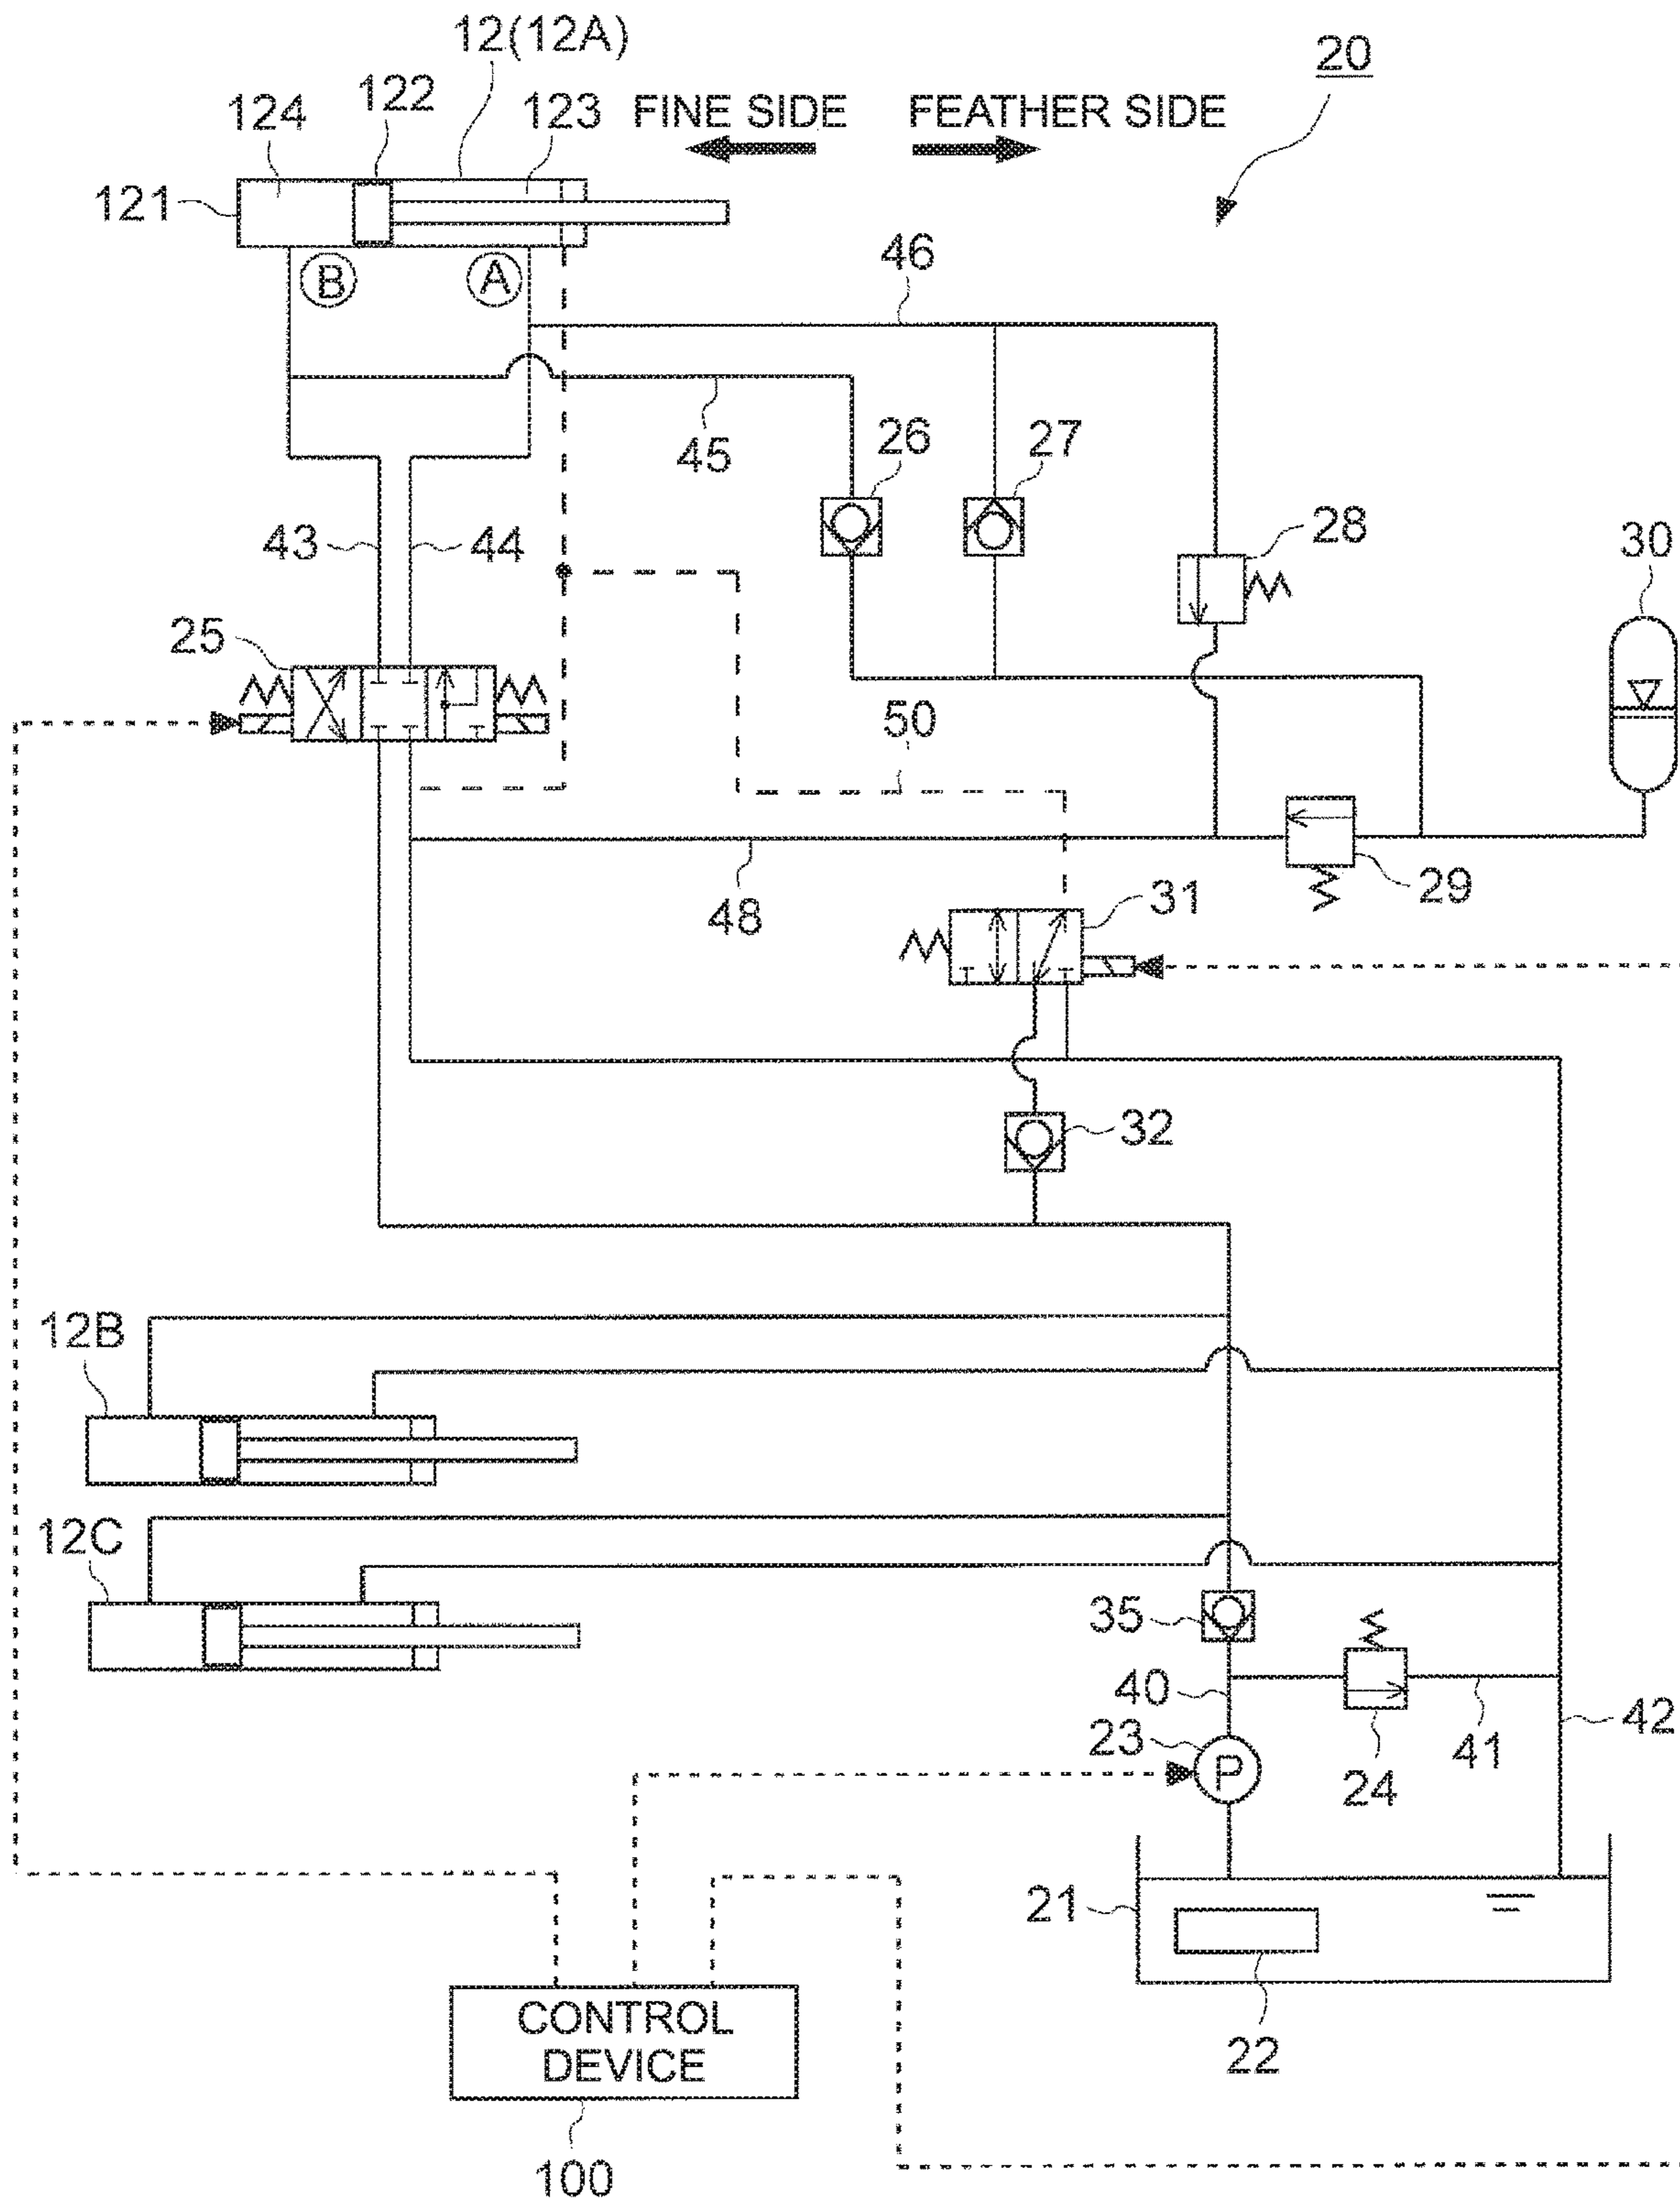 12(12A)
20
124
122
123
FINE SIDE
FEATHER SIDE
121
B
A
46
45
26
27
28
30
43
44
25
50
48
29
31
32
12B
12C
35
40
23
P
24
41
42
21
22
CONTROL
DEVICE
100